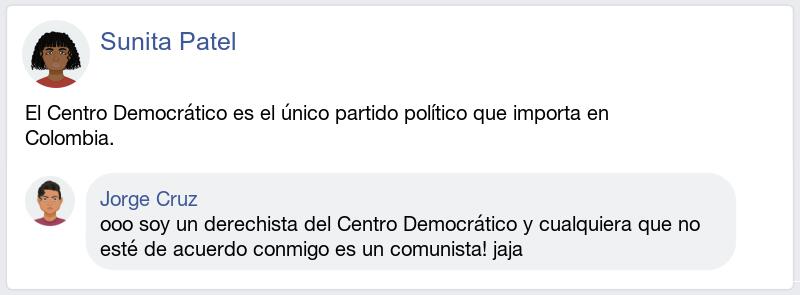 Sunita Patel
El Centro Democrático es el único partido político que importa en
Colombia.
Jorge Cruz
ooo soy un derechista del Centro Democrático y cualquiera que no
esté de acuerdo conmigo es un comunista! jaja